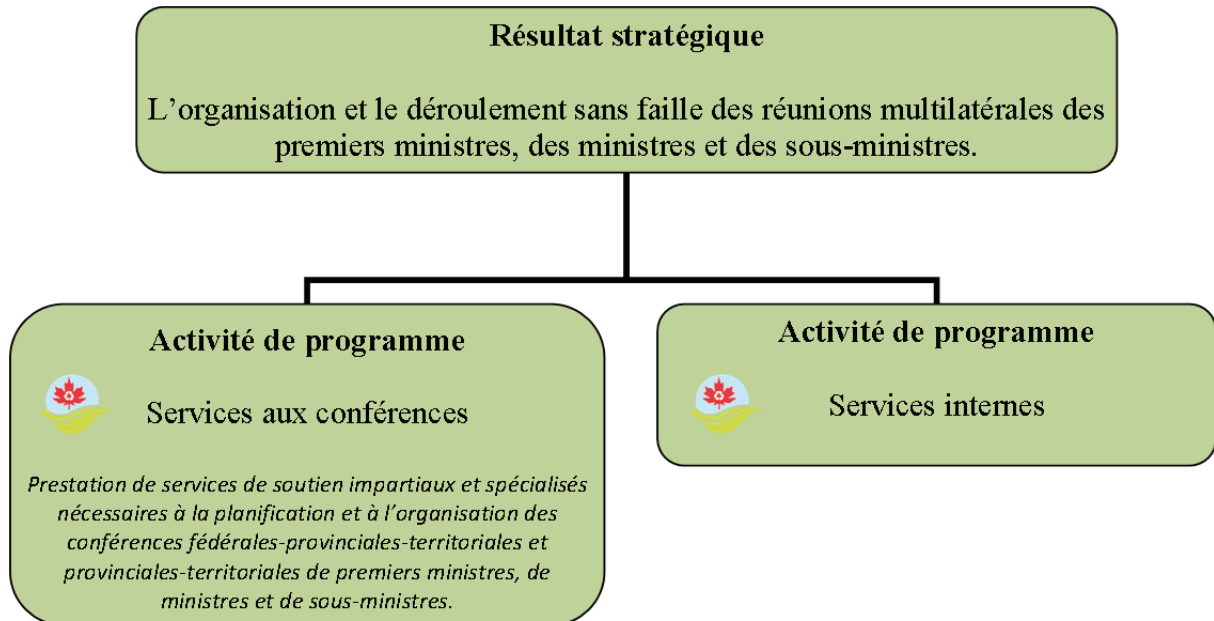 Résultat stratégique
L’organisation et le déroulement sans faille des réunions multilatérales des
premiers ministres, des ministres et des sous-ministres.
Activité de programme
Services aux conférences
Prestation de services de soutien impartiaux et spécialisés
nécessaires à la planification et à l’organisation des
conférences fédérales-provinciales-territoriales et
provinciales-territoriales de premiers ministres, de
ministres et de sous-ministres.
Activité de programme
Services internes